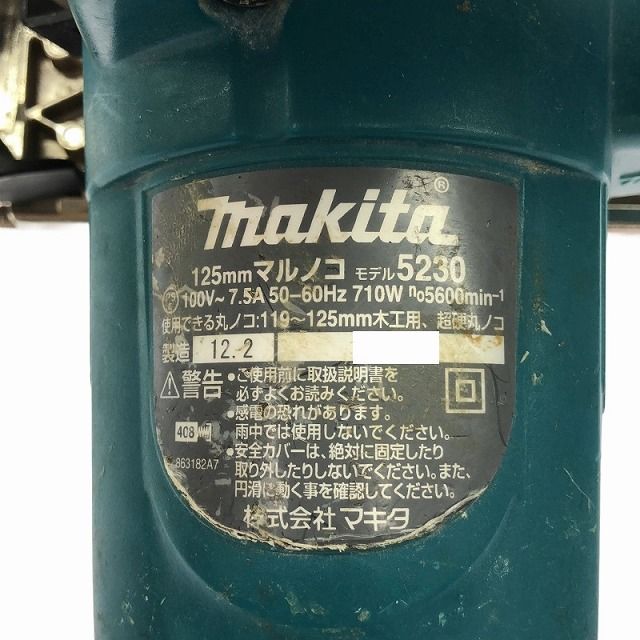 makita®
125mmマルノコ モデル5230
100V~ 7.5A 50-60Hz 710W n₀5600min⁻¹
使用できる丸ノコ:119~125mm木工用、超硬丸ノコ
製造 12.2
警告 ・ご使用前に取扱説明書を
必ずよくお読みください。
・感電の恐れがあります。
雨中では使用しないでください。
408
・安全カバーは、絶対に固定したり
863182A7 取り外したりしないでください。また、
円滑に動く事を確認してください。
株式会社 マキタ